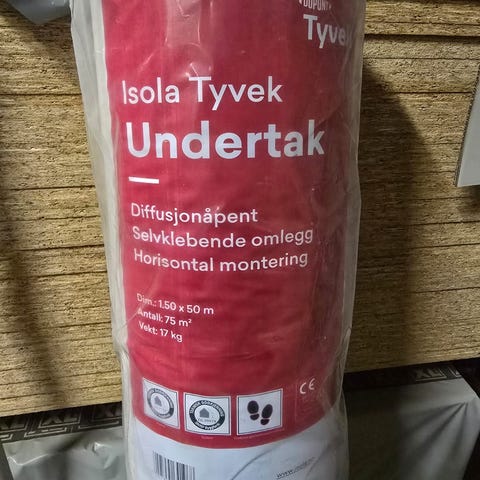 DUPONT
Tyvek
Isola Tyvek
Undertak
Diffusjonåpent
Selvklebende omlegg
Horisontal montering
Dim.: 1.50 x 50 m
Antall: 75 m²
Vekt: 17 kg
CE